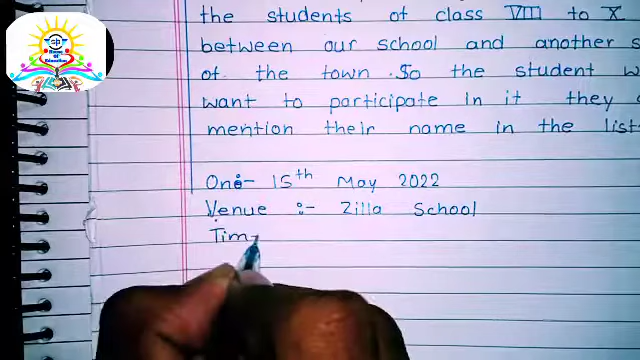 the students of class VIII to X
between our school and another s
of the town . So the student w
want to participate in it they
mention their name in the list
On:- 15th May 2022
Venue :- Zilla School
Tim